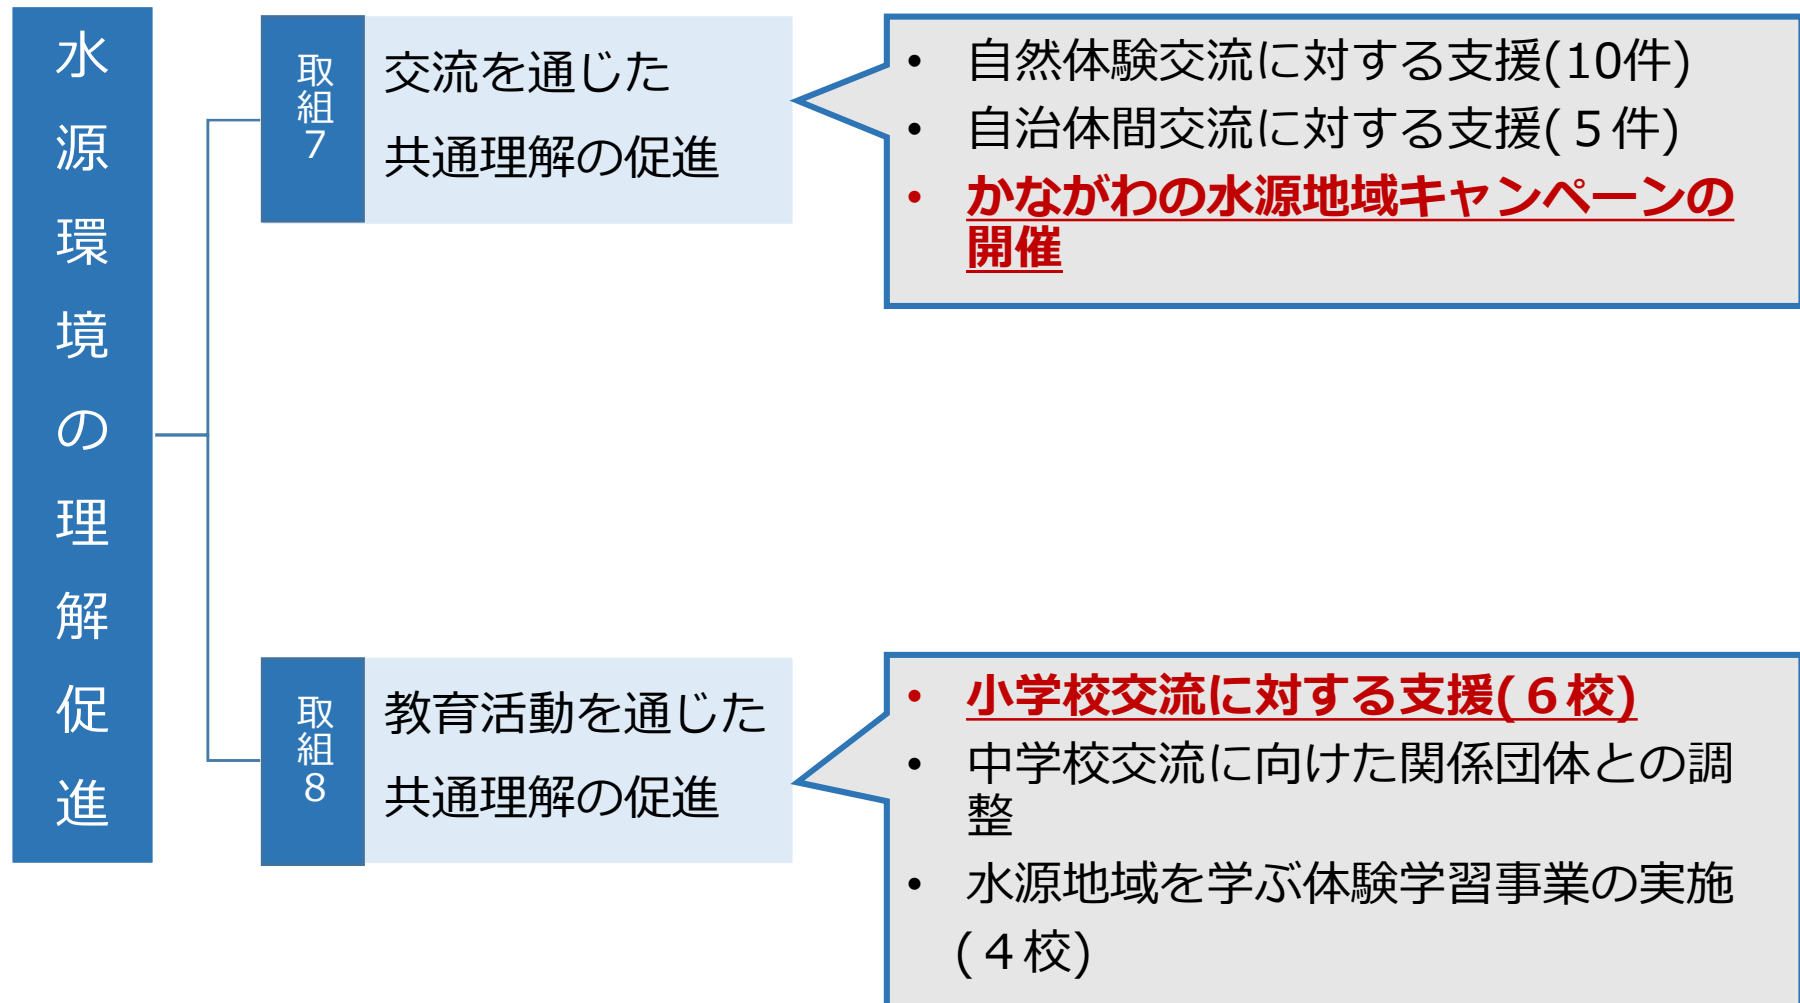 水源環境の理解促進
取組7
交流を通じた
共通理解の促進
• 自然体験交流に対する支援(10件)
• 自治体間交流に対する支援(５件)
• かながわの水源地域キャンペーンの
開催
取組8
教育活動を通じた
共通理解の促進
• 小学校交流に対する支援(６校)
• 中学校交流に向けた関係団体との調
整
• 水源地域を学ぶ体験学習事業の実施
(４校)